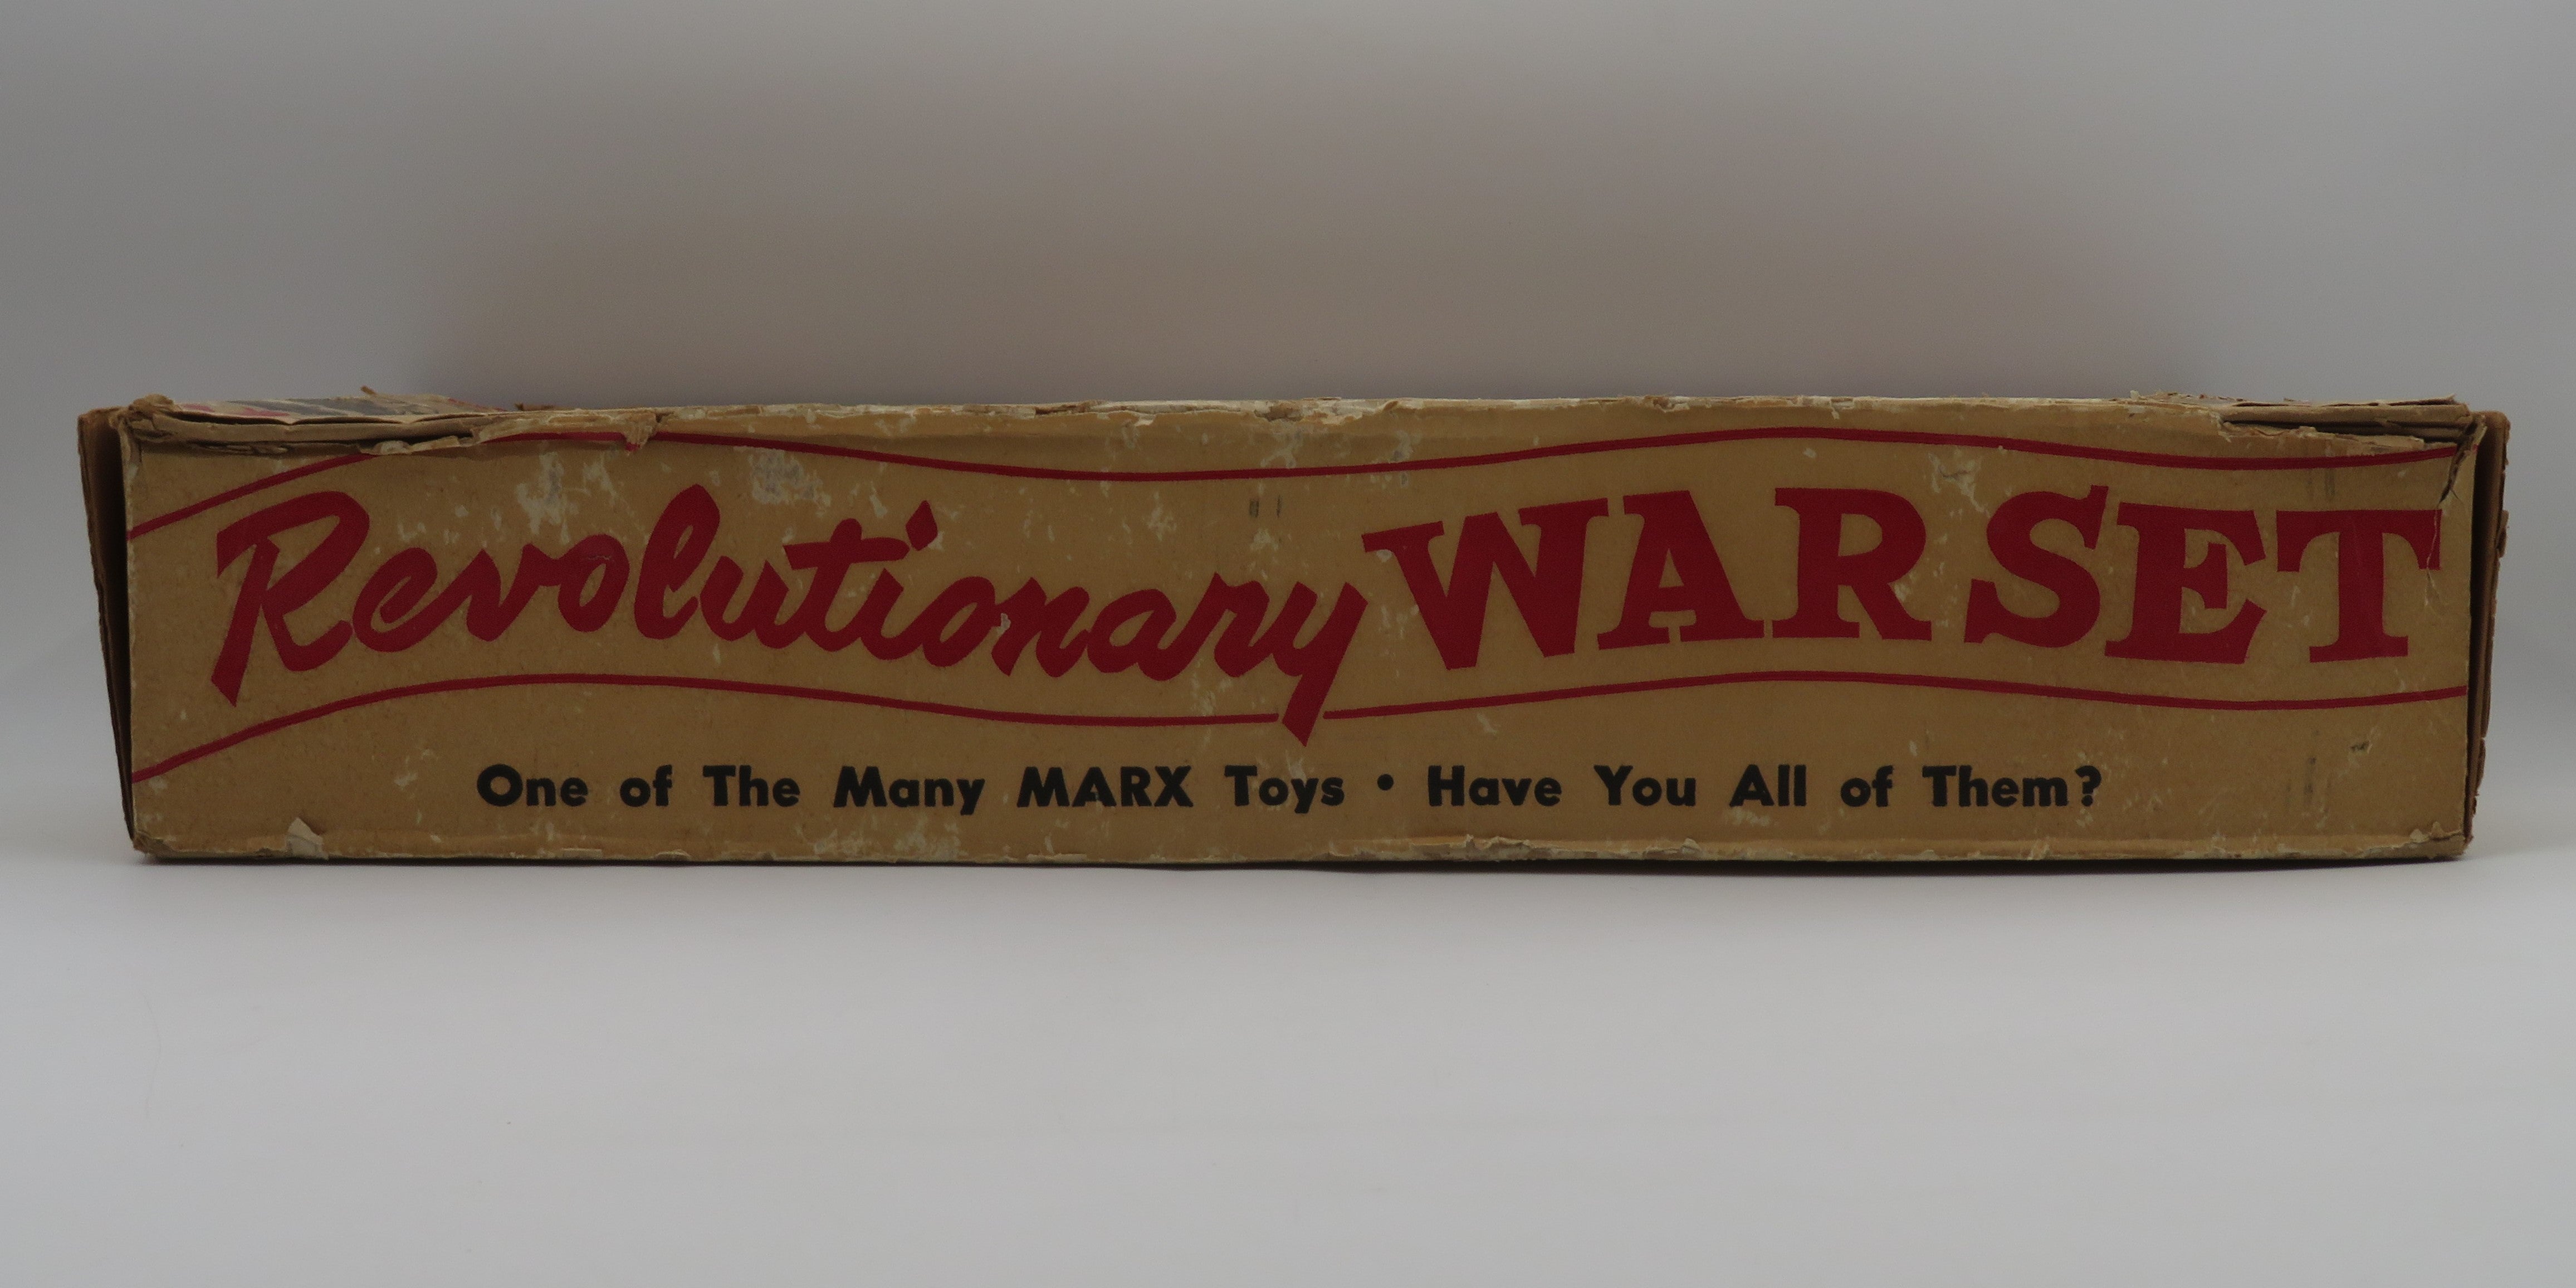 Revolutionary WAR SET
One of The Many MARX Toys • Have You All of Them?